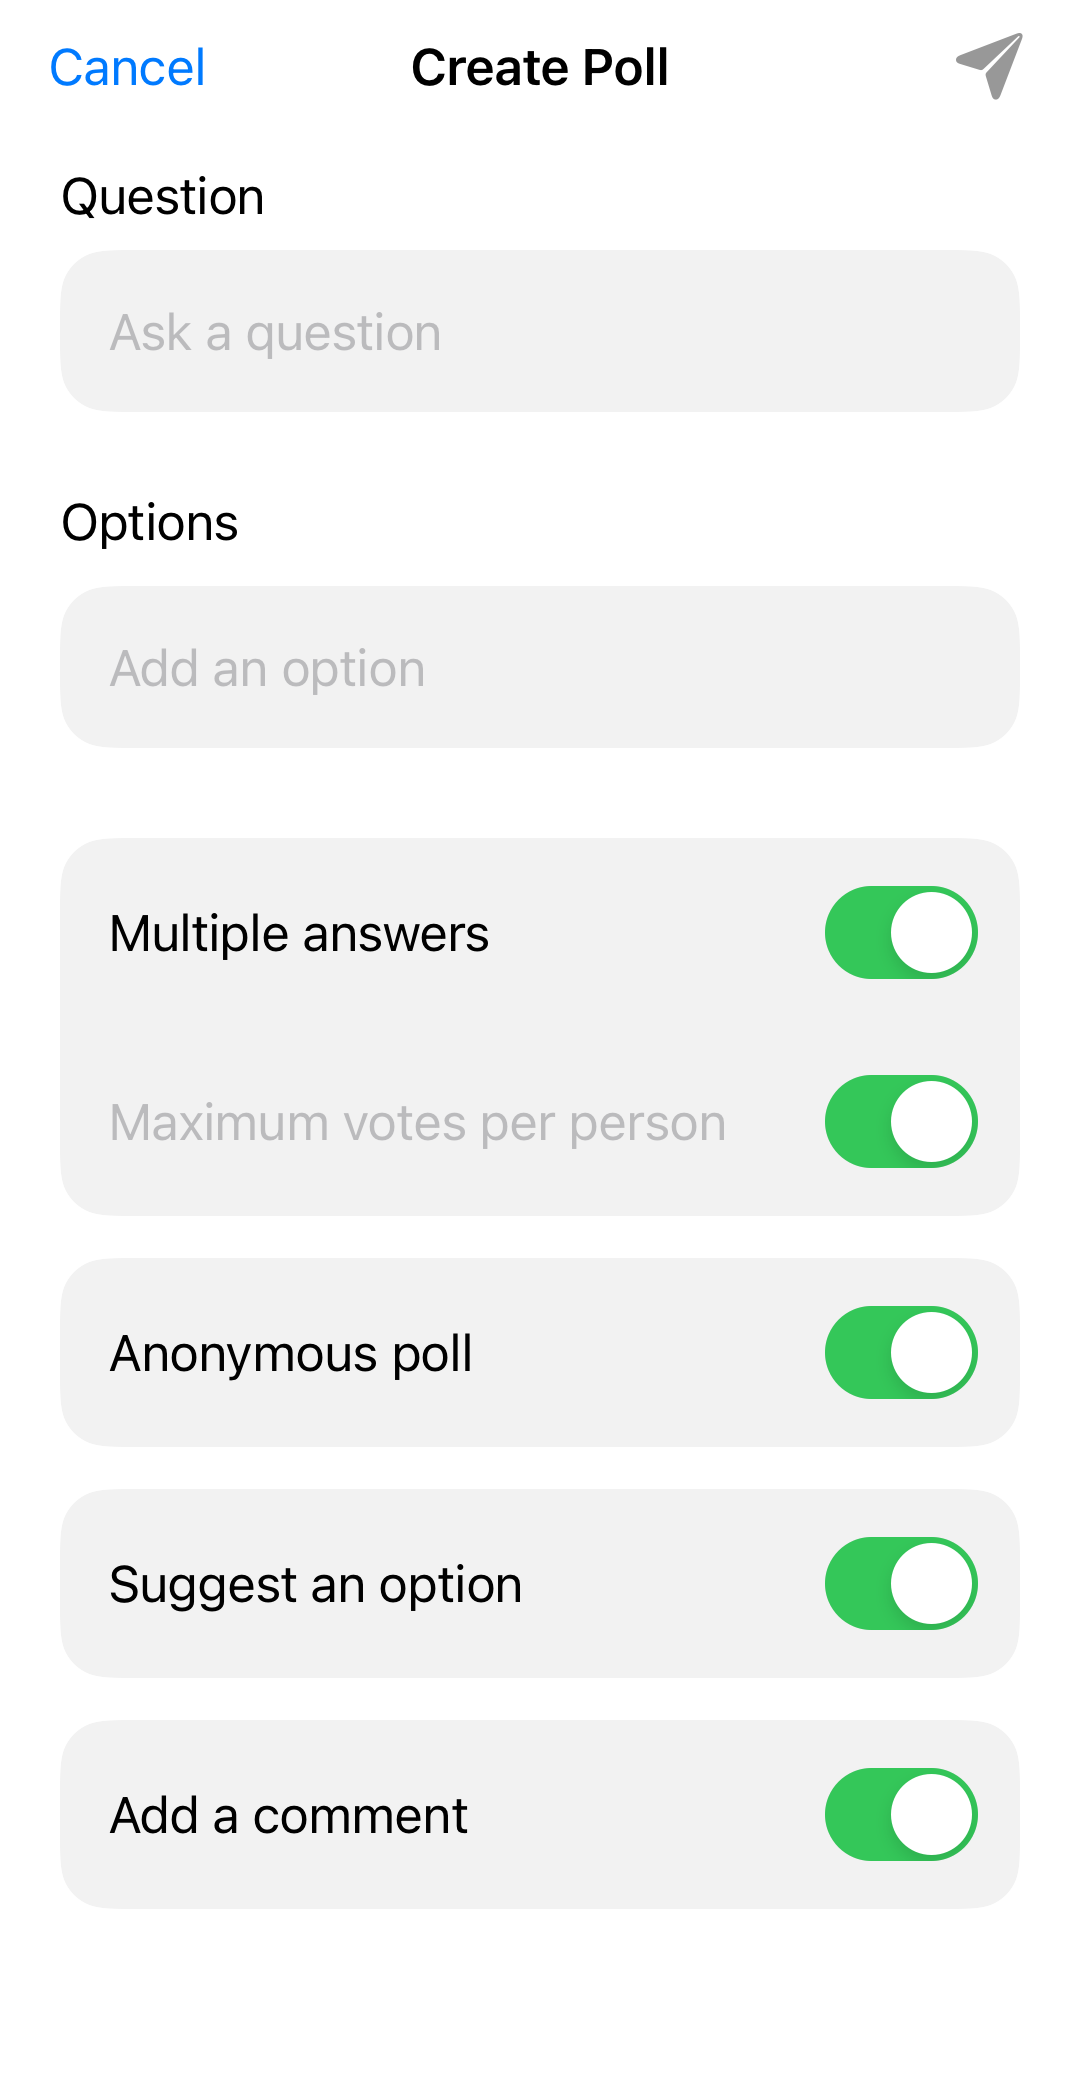 Cancel Create Poll
Question
Ask a question
Options
Add an option
Multiple answers
Maximum votes per person
Anonymous poll
Suggest an option
Add a comment